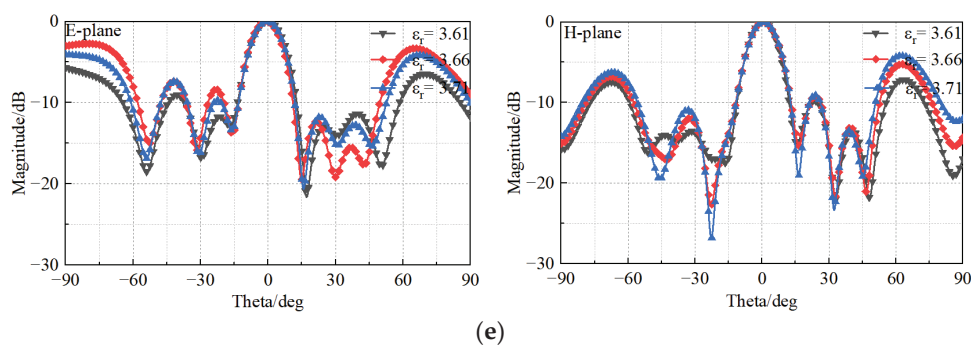 E-plane
εr = 3.61
εr = 3.66
εr = 3.71
Magnitude/dB
0
−10
−20
−30
−90
−60
−30
0
30
60
90
Theta/deg
H-plane
εr = 3.61
εr = 3.66
εr = 3.71
Magnitude/dB
0
−10
−20
−30
−90
−60
−30
0
30
60
90
Theta/deg
(e)